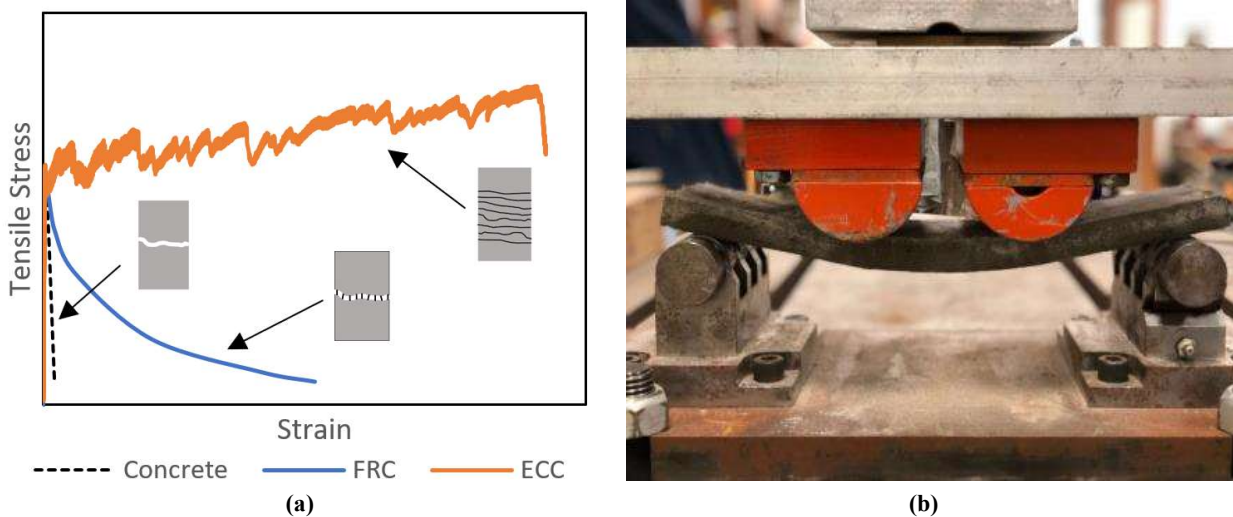 Tensile Stress
Strain
Concrete
FRC
ECC
(a)
(b)